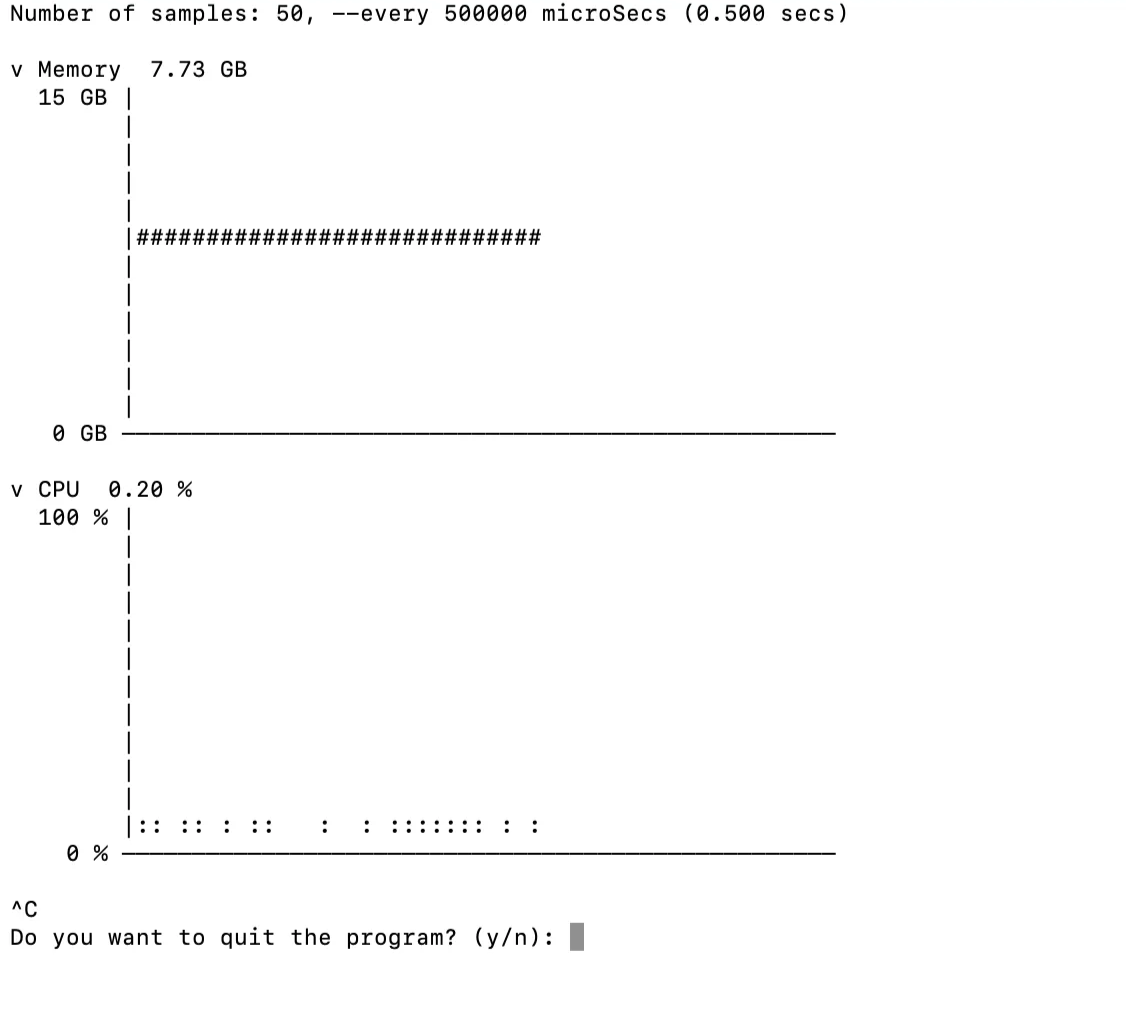 Number of samples: 50, --every 500000 microSecs (0.500 secs)
v Memory  7.73 GB
15 GB |
|
|
|
|
|#############################
|
|
|
|
|
|
0 GB ───────────────────────────────────────────────────
v CPU  0.20 %
100 % |
|
|
|
|
|
|
|
|
|
|
|:: :: : ::   :  : ::::::: : :
0 % ───────────────────────────────────────────────────
^C
Do you want to quit the program? (y/n):